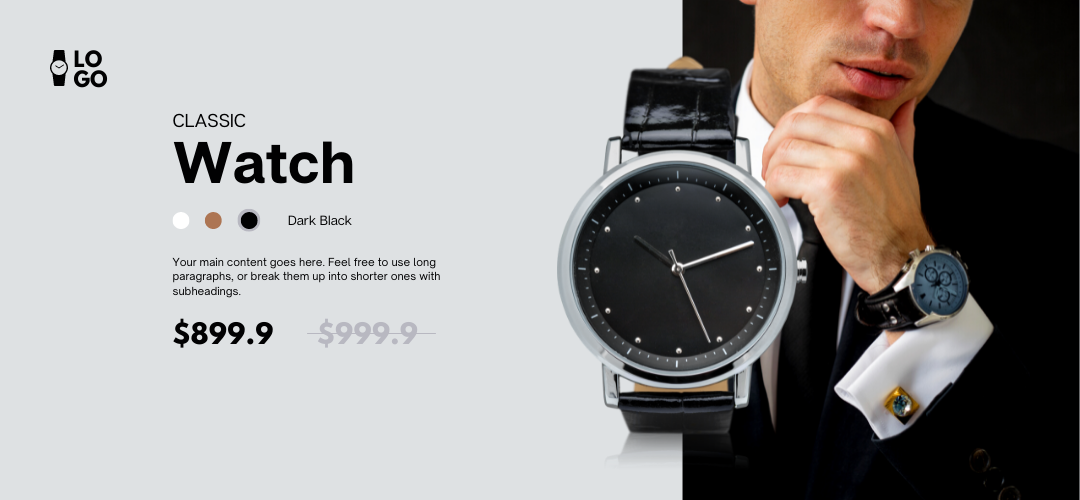 LO
GO
CLASSIC
Watch
Dark Black
Your main content goes here. Feel free to use long
paragraphs, or break them up into shorter ones with
subheadings.
$899.9 $999.9